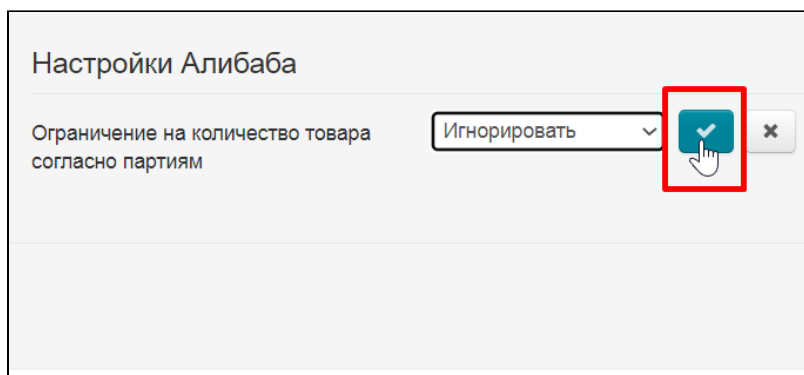 Настройки Алибаба
Ограничение на количество товара
согласно партиям
Игнорировать